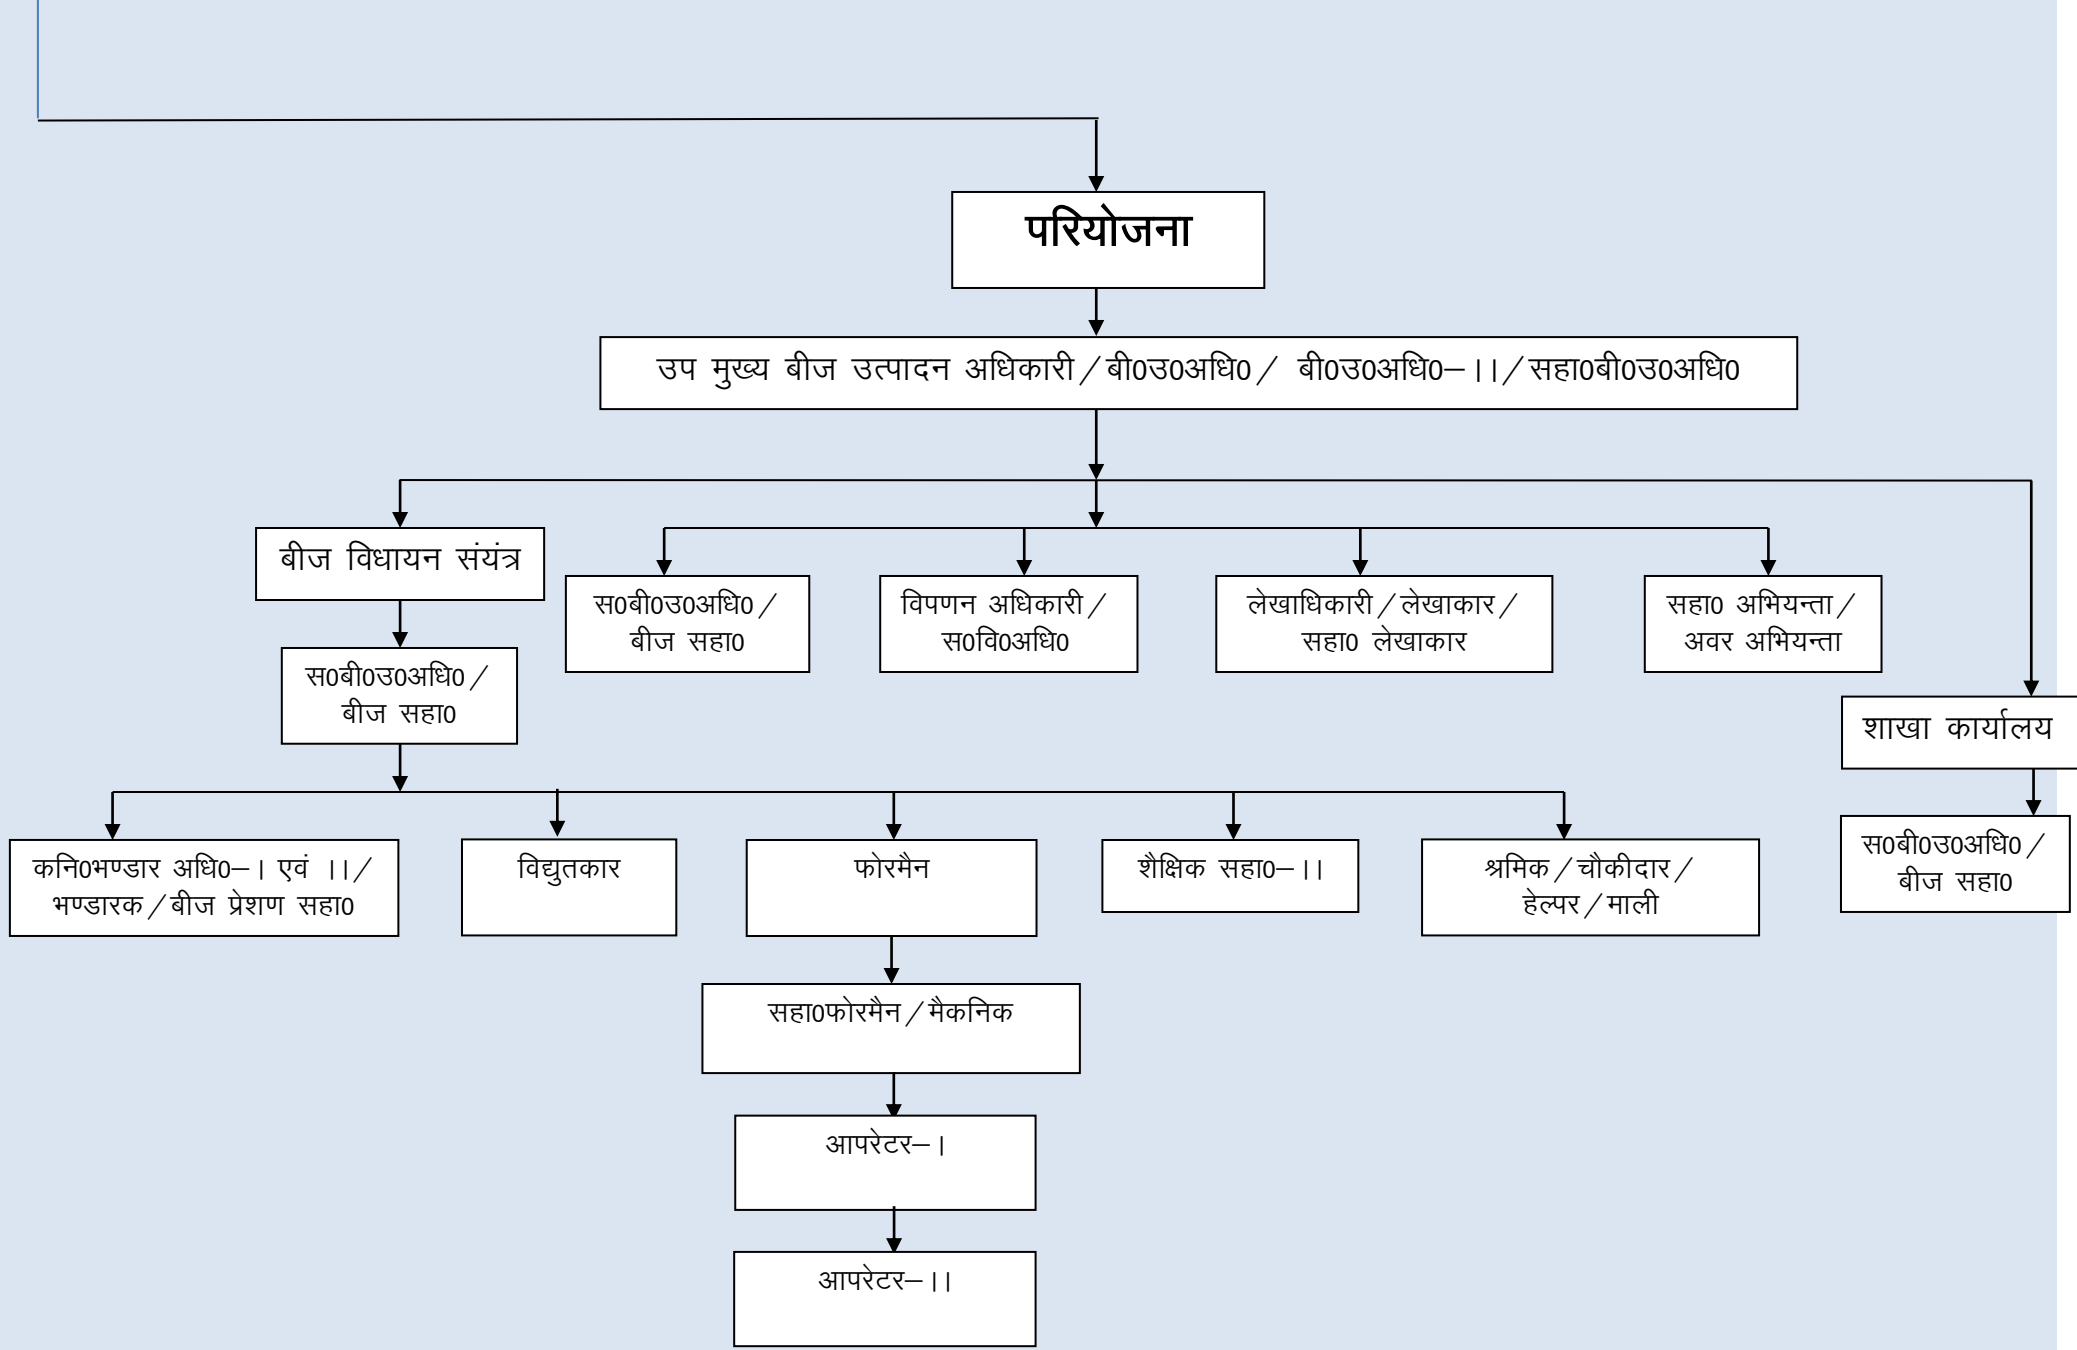 परियोजना
उप मुख्य बीज उत्पादन अधिकारी/बी0उ0अधि0/ बी0उ0अधि0–।।/सहा0बी0उ0अधि0
बीज विधायन संयंत्र
स0बी0उ0अधि0/
बीज सहा0
विपणन अधिकारी/
स0वि0अधि0
लेखाधिकारी/लेखाकार/
सहा0 लेखाकार
सहा0 अभियन्ता/
अवर अभियन्ता
स0बी0उ0अधि0/
बीज सहा0
शाखा कार्यालय
कनि0भण्डार अधि0–। एवं ।।/
भण्डारक/बीज प्रेशण सहा0
विद्युतकार
फोरमैन
शैक्षिक सहा0–।।
श्रमिक/चौकीदार/
हेल्पर/माली
स0बी0उ0अधि0/
बीज सहा0
सहा0फोरमैन/मैकनिक
आपरेटर–।
आपरेटर–।।